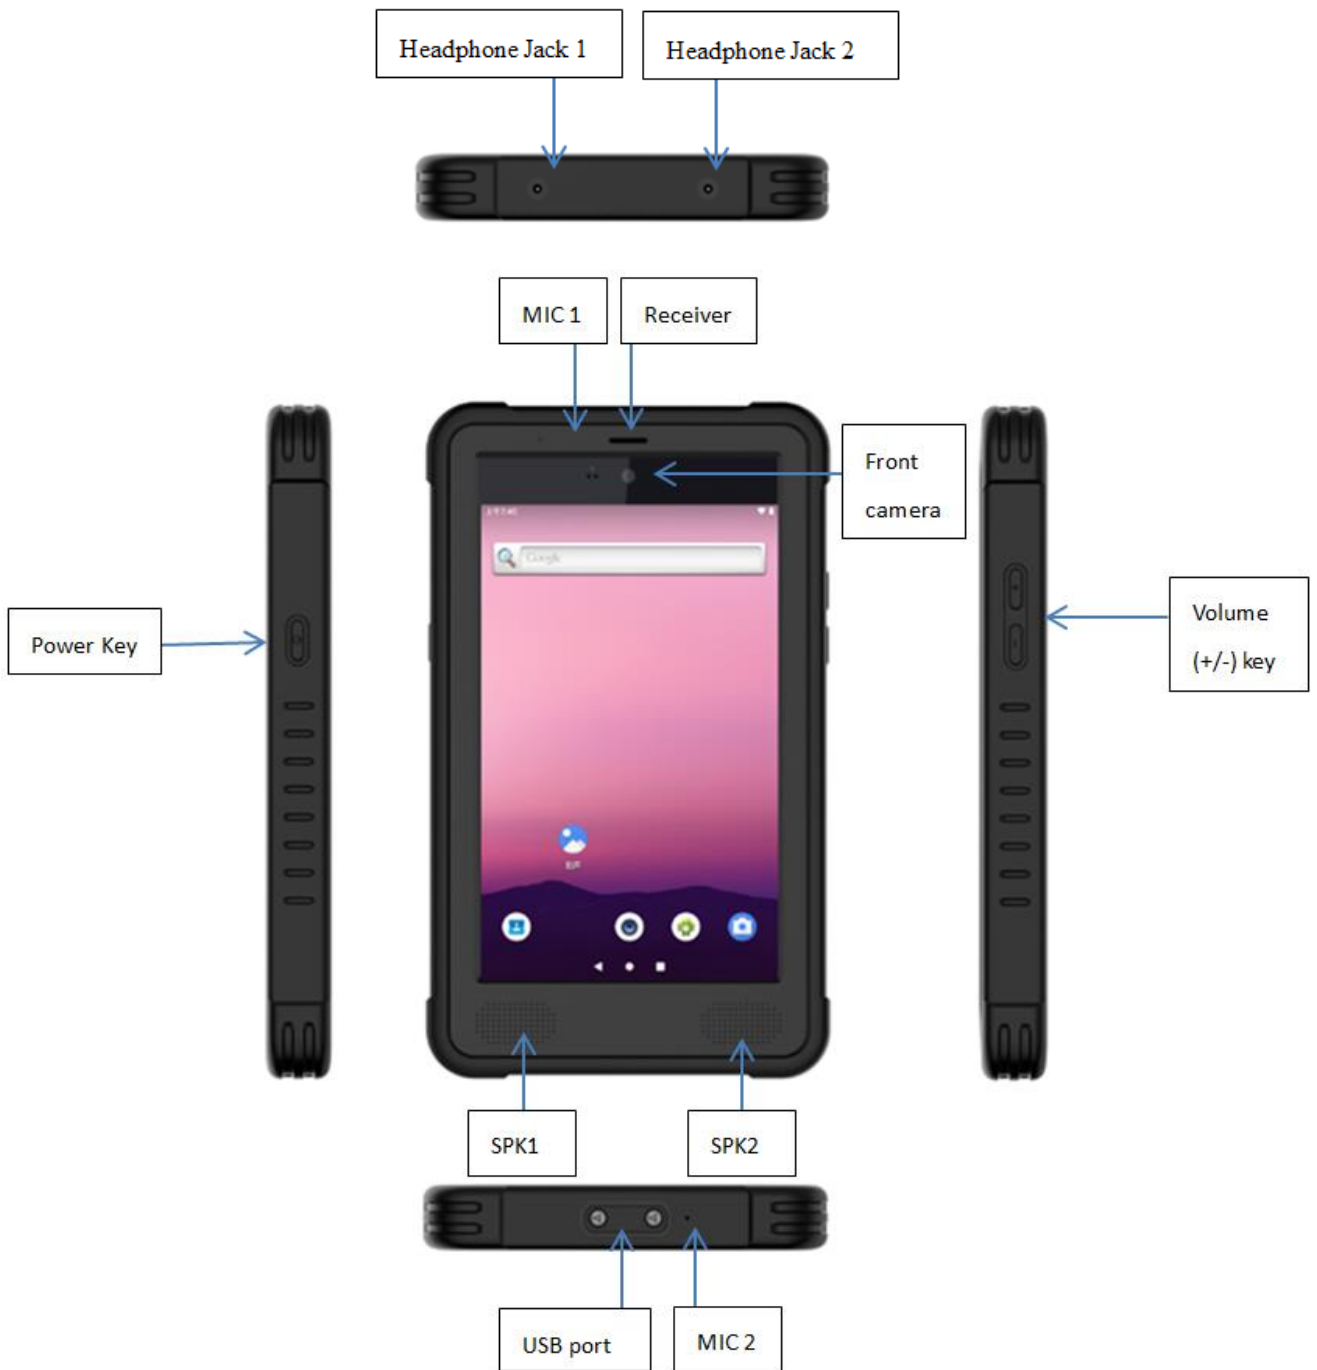 Headphone Jack 1
Headphone Jack 2
MIC 1
Receiver
Front
camera
Google
Power Key
Volume
(+/-) key
SPK1
SPK2
USB port
MIC 2